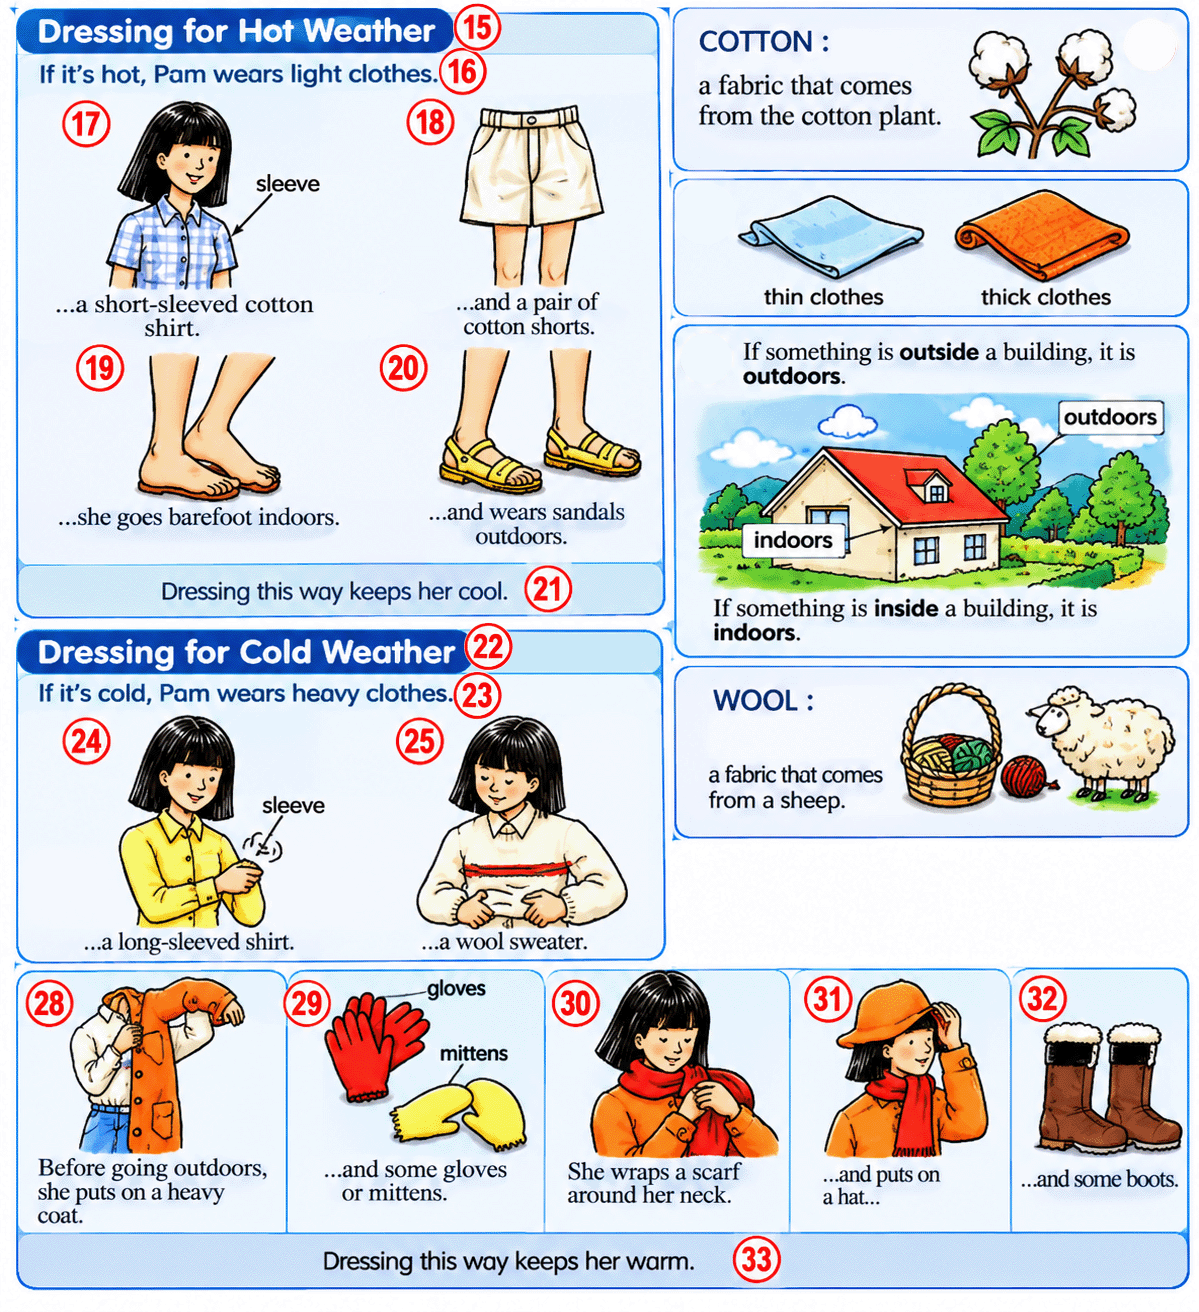 Dressing for Hot Weather 15
If it's hot, Pam wears light clothes. 16
17
sleeve
...a short-sleeved cotton
shirt.
18
...and a pair of
cotton shorts.
19
...she goes barefoot indoors.
20
...and wears sandals
outdoors.
Dressing this way keeps her cool. 21
COTTON :
a fabric that comes
from the cotton plant.
thin clothes
thick clothes
If something is outside a building, it is
outdoors.
outdoors
indoors
If something is inside a building, it is
indoors.
Dressing for Cold Weather 22
If it's cold, Pam wears heavy clothes. 23
24
sleeve
...a long-sleeved shirt.
25
...a wool sweater.
WOOL :
a fabric that comes
from a sheep.
28
Before going outdoors,
she puts on a heavy
coat.
29
gloves
mittens
...and some gloves
or mittens.
30
She wraps a scarf
around her neck.
31
...and puts on
a hat...
32
...and some boots.
Dressing this way keeps her warm. 33